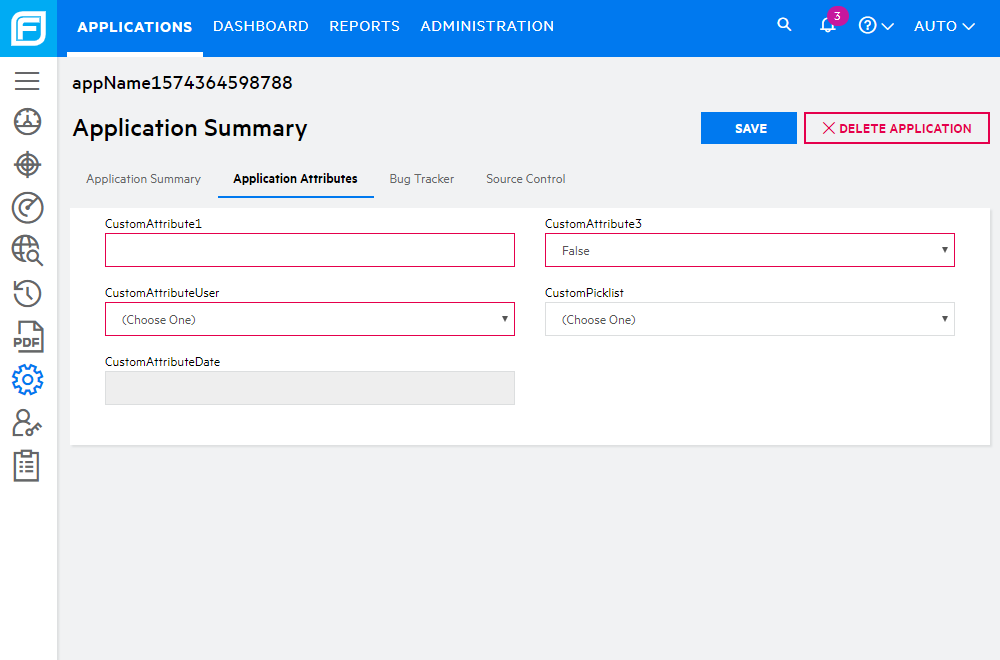 APPLICATIONS DASHBOARD REPORTS ADMINISTRATION 3 ? AUTO
appName1574364598788
Application Summary
SAVE DELETE APPLICATION
Application Summary Application Attributes Bug Tracker Source Control
CustomAttribute1 CustomAttribute3
False
CustomAttributeUser CustomPicklist
(Choose One) (Choose One)
CustomAttributeDate
PDF